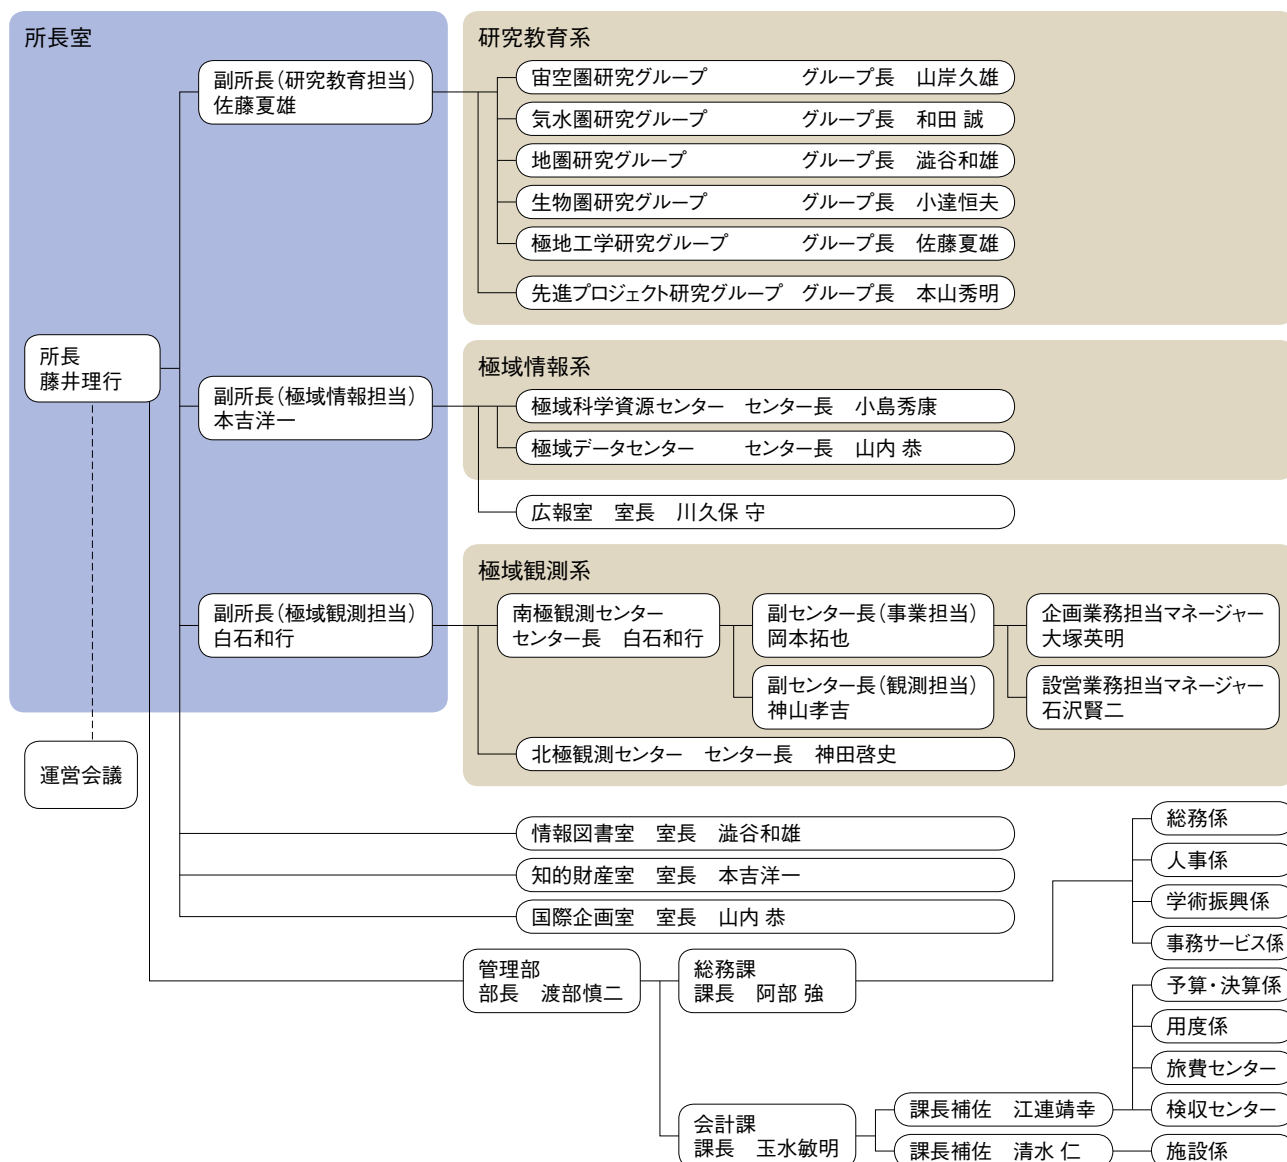 所長室
副所長(研究教育担当)
佐藤夏雄
所長
藤井理行
副所長(極域情報担当)
本吉洋一
副所長(極域観測担当)
白石和行
運営会議
研究教育系
宙空圏研究グループ グループ長 山岸久雄
気水圏研究グループ グループ長 和田 誠
地圏研究グループ グループ長 澁谷和雄
生物圏研究グループ グループ長 小達恒夫
極地工学研究グループ グループ長 佐藤夏雄
先進プロジェクト研究グループ グループ長 本山秀明
極域情報系
極域科学資源センター センター長 小島秀康
極域データセンター センター長 山内 恭
広報室 室長 川久保 守
極域観測系
南極観測センター
センター長 白石和行
副センター長(事業担当)
岡本拓也
企画業務担当マネージャー
大塚英明
副センター長(観測担当)
神山孝吉
設営業務担当マネージャー
石沢賢二
北極観測センター センター長 神田啓史
情報図書室 室長 澁谷和雄
知的財産室 室長 本吉洋一
国際企画室 室長 山内 恭
管理部
部長 渡部慎二
総務課
課長 阿部 強
総務係
人事係
学術振興係
事務サービス係
会計課
課長 玉水敏明
課長補佐 江連靖幸
予算・決算係
用度係
旅費センター
検収センター
課長補佐 清水 仁
施設係